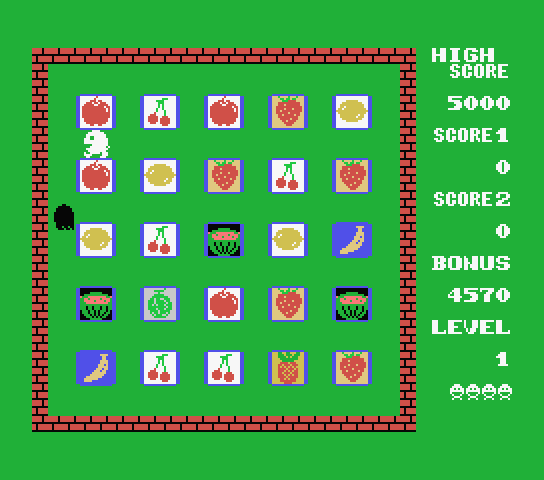 HIGH
SCORE
5000
SCORE1
0
SCORE2
0
BONUS
4570
LEVEL
1